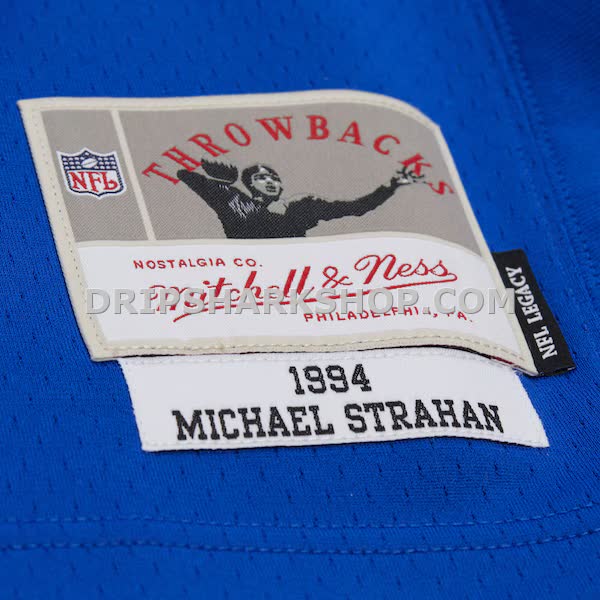 THROWBACKS
NFL
NOSTALGIA CO.
Mitchell & Ness
PHILADELPHIA, PA.
DRIPSHARKSHOP.COM
NFL LEGACY
1994
MICHAEL STRAHAN